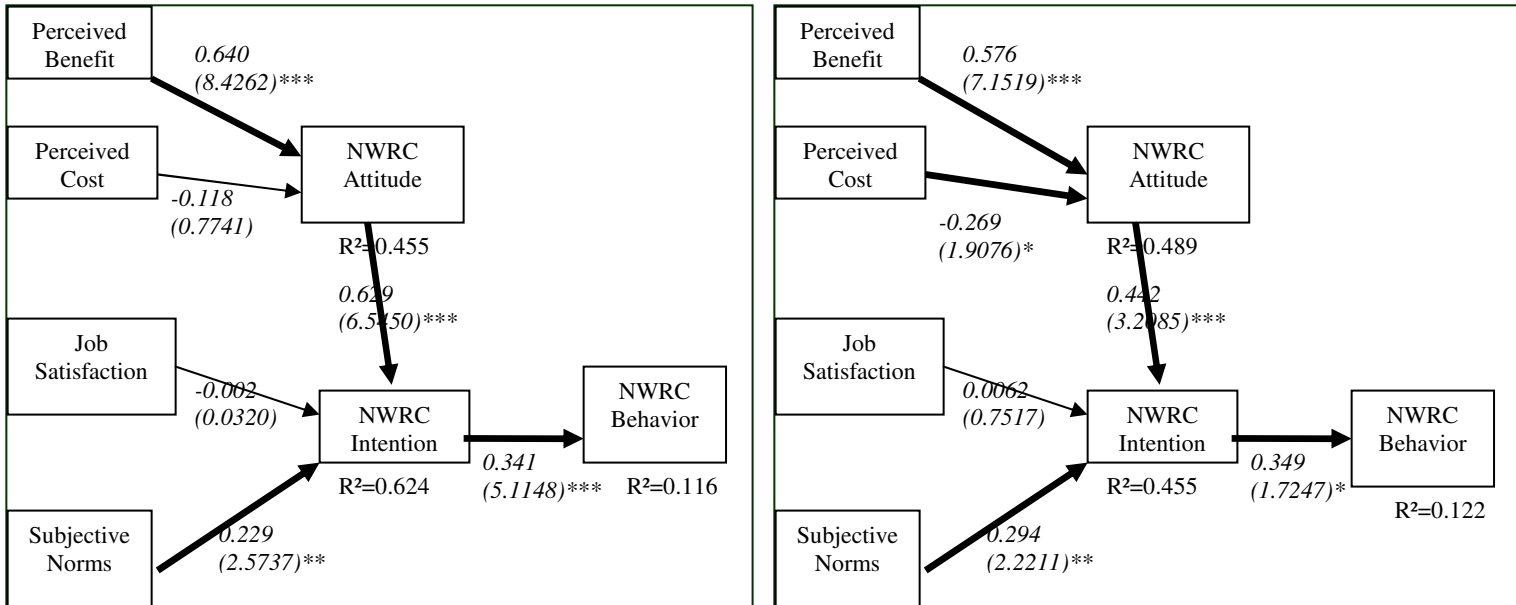 Perceived
Benefit
0.640
(8.4262)***
Perceived
Cost
-0.118
(0.7741)
NWRC
Attitude
R²=0.455
0.629
(6.5450)***
Job
Satisfaction
-0.002
(0.0320)
NWRC
Intention
R²=0.624
NWRC
Behavior
0.341
(5.1148)***
R²=0.116
Subjective
Norms
0.229
(2.5737)**
Perceived
Benefit
0.576
(7.1519)***
Perceived
Cost
-0.269
(1.9076)*
NWRC
Attitude
R²=0.489
0.442
(3.2085)***
Job
Satisfaction
0.0062
(0.7517)
NWRC
Intention
R²=0.455
NWRC
Behavior
0.349
(1.7247)*
R²=0.122
Subjective
Norms
0.294
(2.2211)**